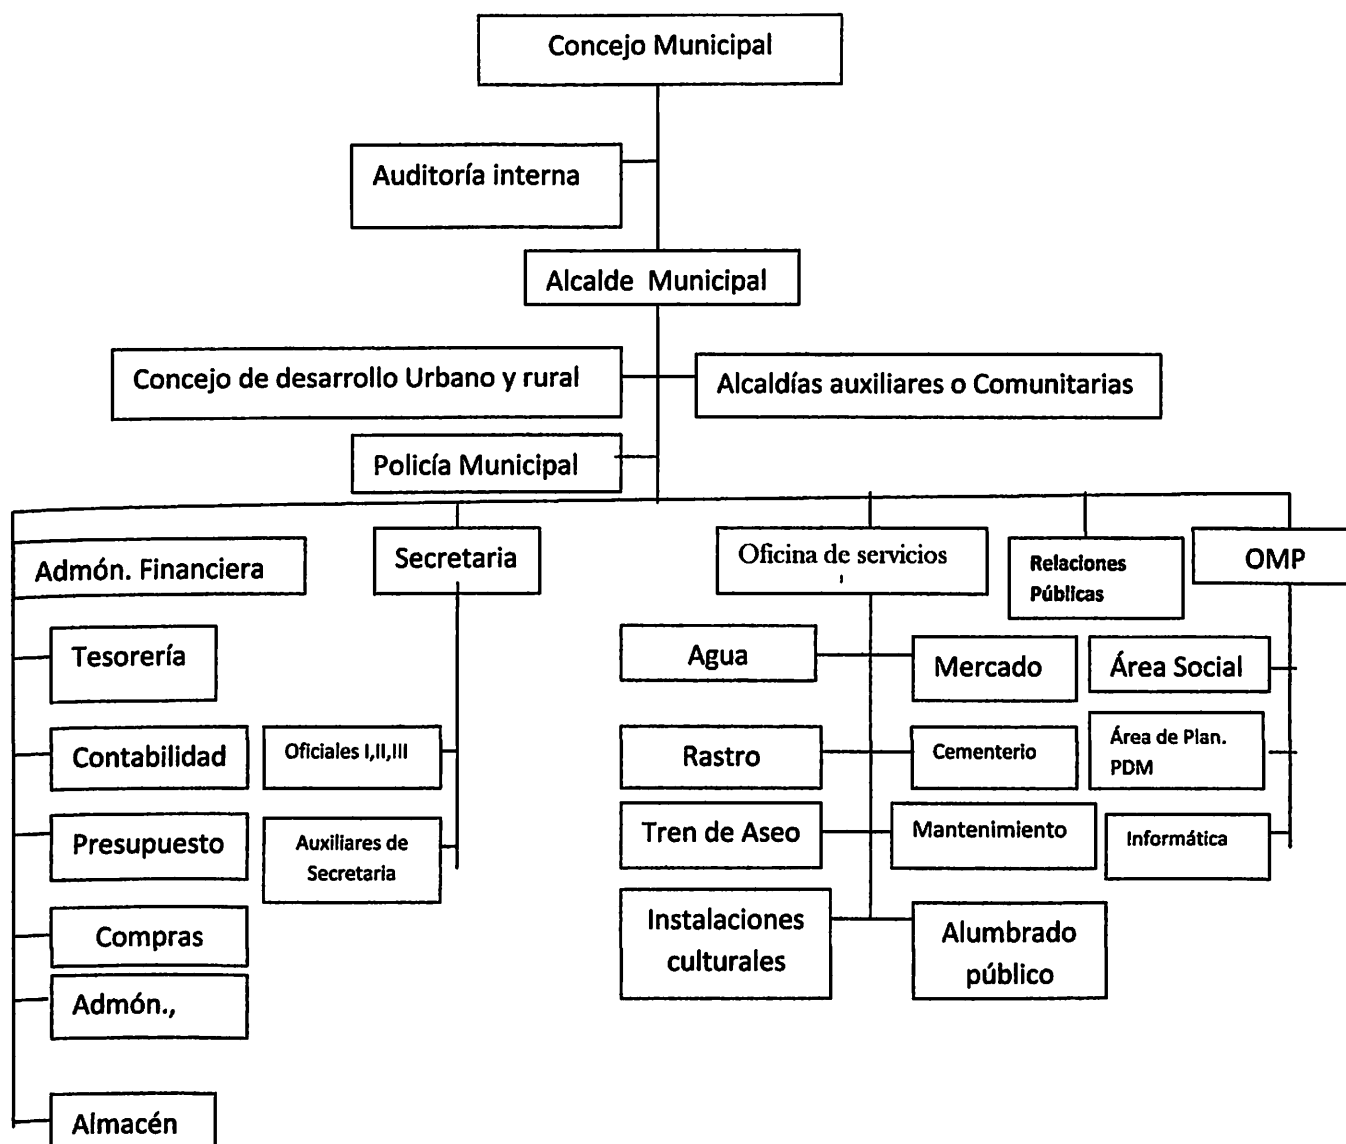 Concejo Municipal
Auditoría interna
Alcalde Municipal
Concejo de desarrollo Urbano y rural
Alcaldías auxiliares o Comunitarias
Policía Municipal
Admón. Financiera
Secretaria
Oficina de servicios
Relaciones
Públicas
OMP
Tesorería
Contabilidad
Presupuesto
Compras
Admón.,
Almacén
Oficiales I,II,III
Auxiliares de
Secretaria
Agua
Mercado
Rastro
Cementerio
Tren de Aseo
Mantenimiento
Instalaciones
culturales
Alumbrado
público
Área Social
Área de Plan.
PDM
Informática